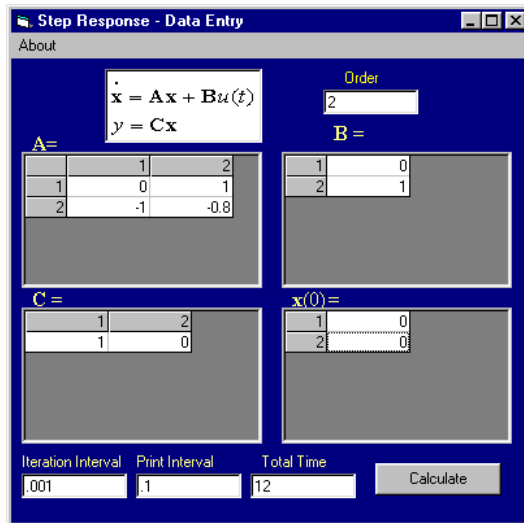 Step Response - Data Entry
About
ẋ = Ax + Bu(t)
y = Cx
Order
2
A=
1 2
1 0 1
2 -1 -0.8
B =
1 0
2 1
C =
1 2
1 0
x(0)=
1 0
2 0
Iteration Interval Print Interval Total Time
.001 .1 12
Calculate